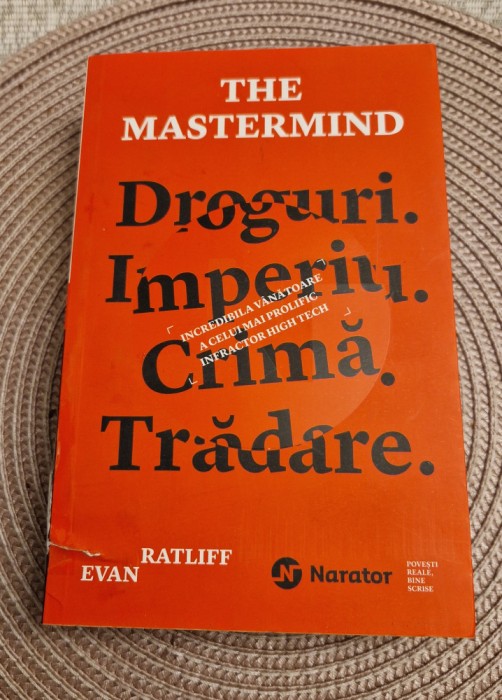 THE
MASTERMIND
Droguri.
Imperiu.
INCREDIBILA VÂNĂTOARE
A CELUI MAI PROLIFIC
INFRACTOR HIGH TECH
Crimă.
Trădare.
EVAN RATLIFF
Narator
POVEȘTI
REALE,
BINE
SCRISE